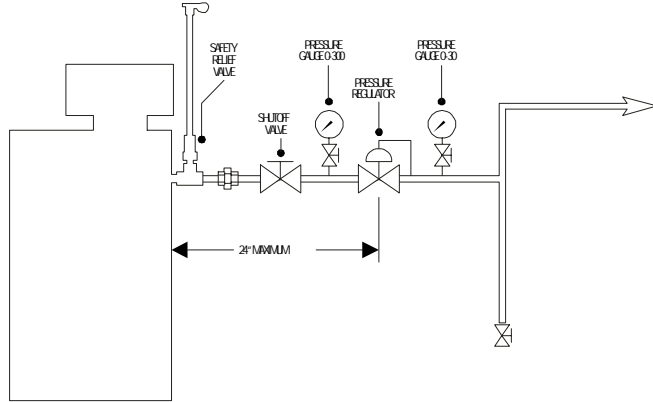 SAFETY
RELIEF
VALVE
SHUTOFF
VALVE
PRESSURE
GAUGE 0-300
PRESSURE
REGULATOR
PRESSURE
GAUGE 0-30
24" MAXIMUM